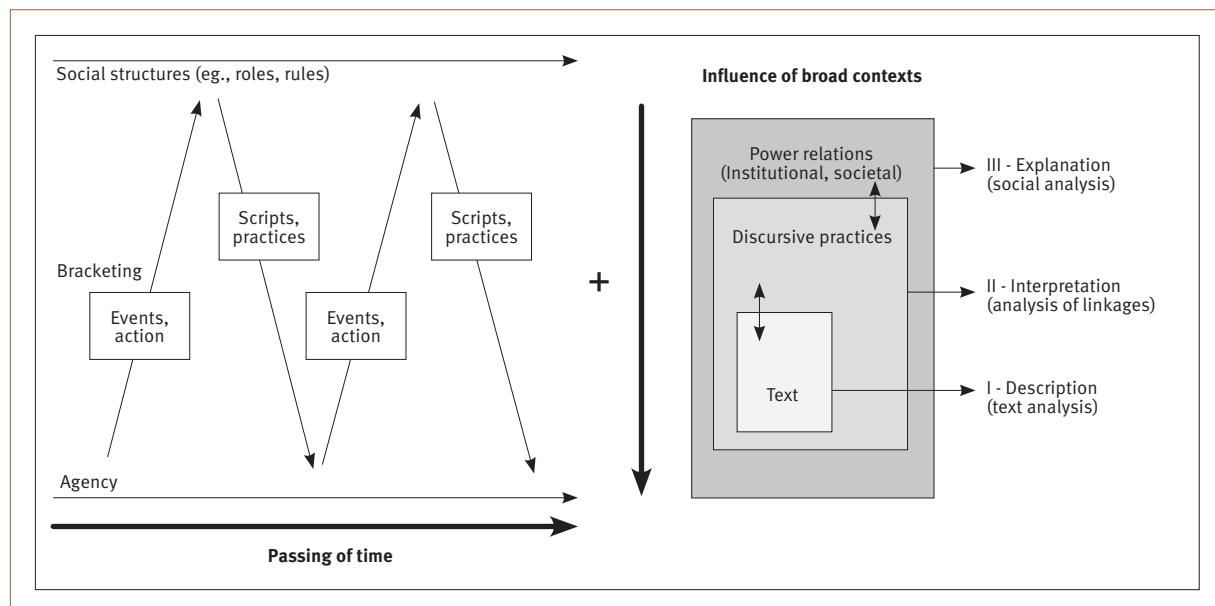 Social structures (eg., roles, rules)
Scripts,
practices
Scripts,
practices
Bracketing
Events,
action
Events,
action
Agency
Passing of time
+
Influence of broad contexts
Power relations
(Institutional, societal)
Discursive practices
Text
III - Explanation
(social analysis)
II - Interpretation
(analysis of linkages)
I - Description
(text analysis)